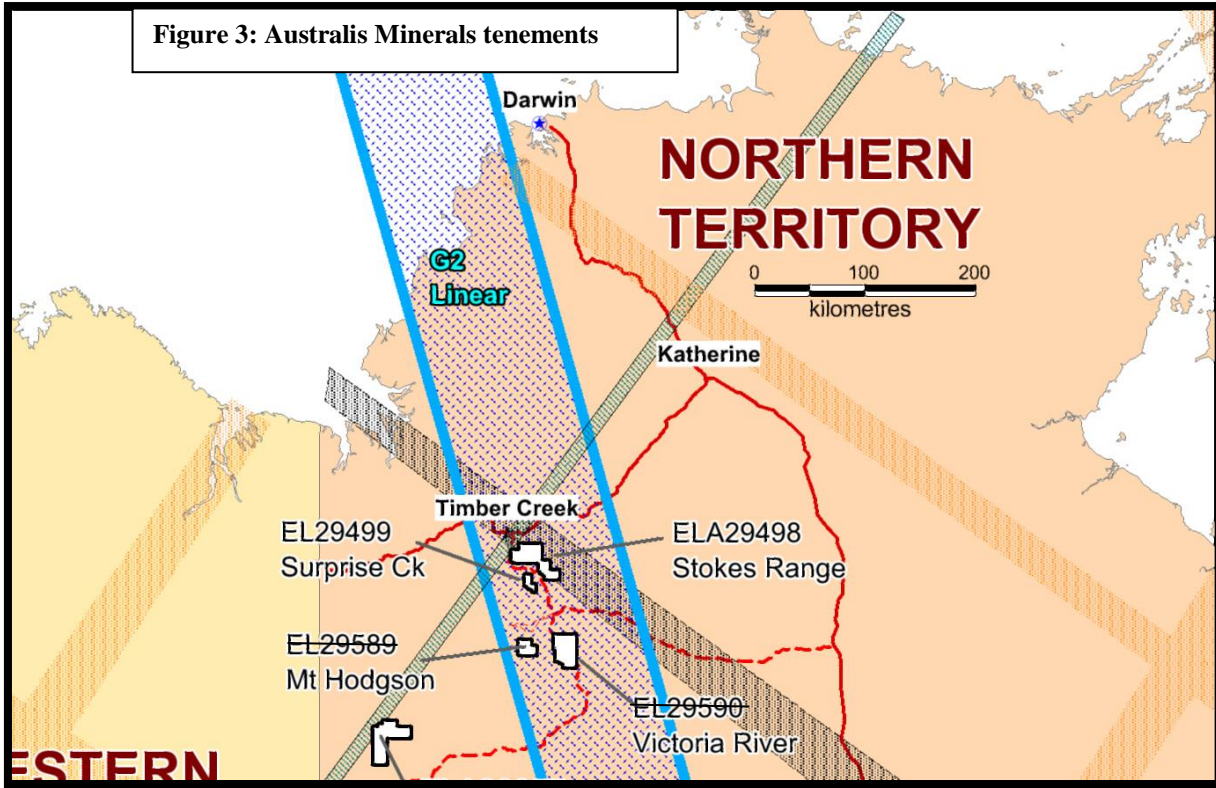 Figure 3: Australis Minerals tenements
Darwin
NORTHERN
TERRITORY
G2
Linear
0 100 200
kilometres
Katherine
Timber Creek
EL29499
Surprise Ck
ELA29498
Stokes Range
EL29589
Mt Hodgson
EL29590
Victoria River
ESTERN